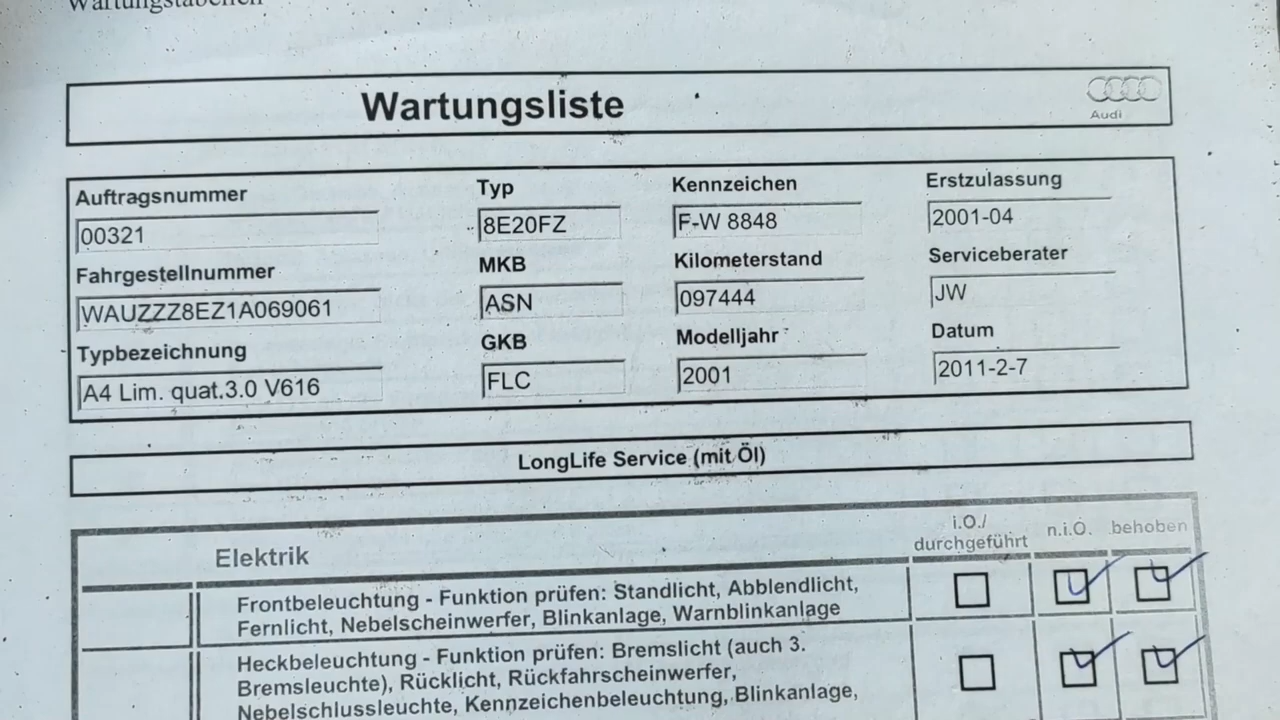 Wartungstabellen
Wartungsliste
Audi
Auftragsnummer Typ Kennzeichen Erstzulassung
00321 8E20FZ F-W 8848 2001-04
Fahrgestellnummer MKB Kilometerstand Serviceberater
WAUZZZ8EZ1A069061 ASN 097444 JW
Typbezeichnung GKB Modelljahr Datum
A4 Lim. quat.3.0 V616 FLC 2001 2011-2-7
LongLife Service (mit Öl)
Elektrik i.O./ durchgeführt n.i.O. behoben
Frontbeleuchtung - Funktion prüfen: Standlicht, Abblendlicht,
Fernlicht, Nebelscheinwerfer, Blinkanlage, Warnblinkanlage
Heckbeleuchtung - Funktion prüfen: Bremslicht (auch 3.
Bremsleuchte), Rücklicht, Rückfahrscheinwerfer,
Nebelschlussleuchte, Kennzeichenbeleuchtung, Blinkanlage,